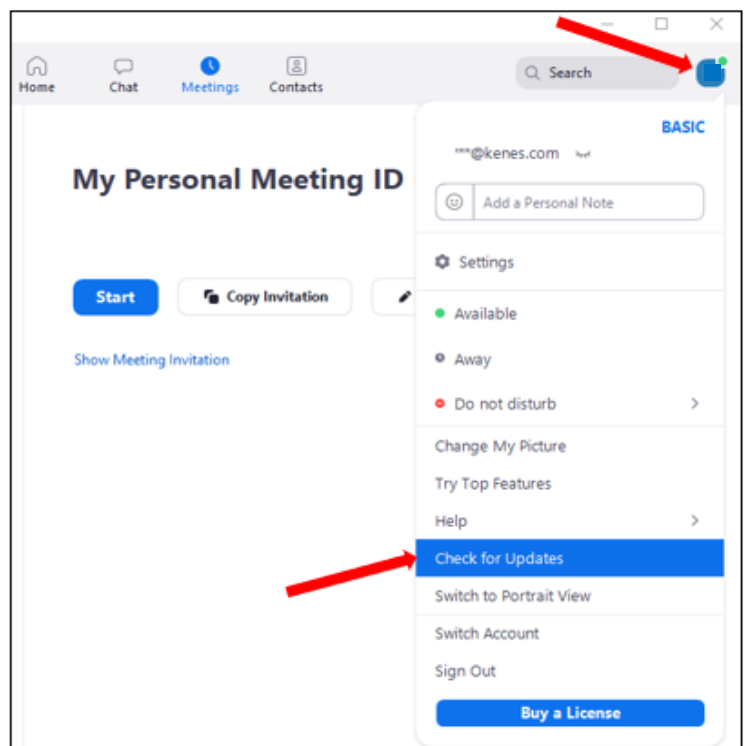 Home Chat Meetings Contacts Search
BASIC
***@kenes.com
My Personal Meeting ID
Add a Personal Note
Settings
Start Copy Invitation
Available
Show Meeting Invitation
Away
Do not disturb
Change My Picture
Try Top Features
Help
Check for Updates
Switch to Portrait View
Switch Account
Sign Out
Buy a License